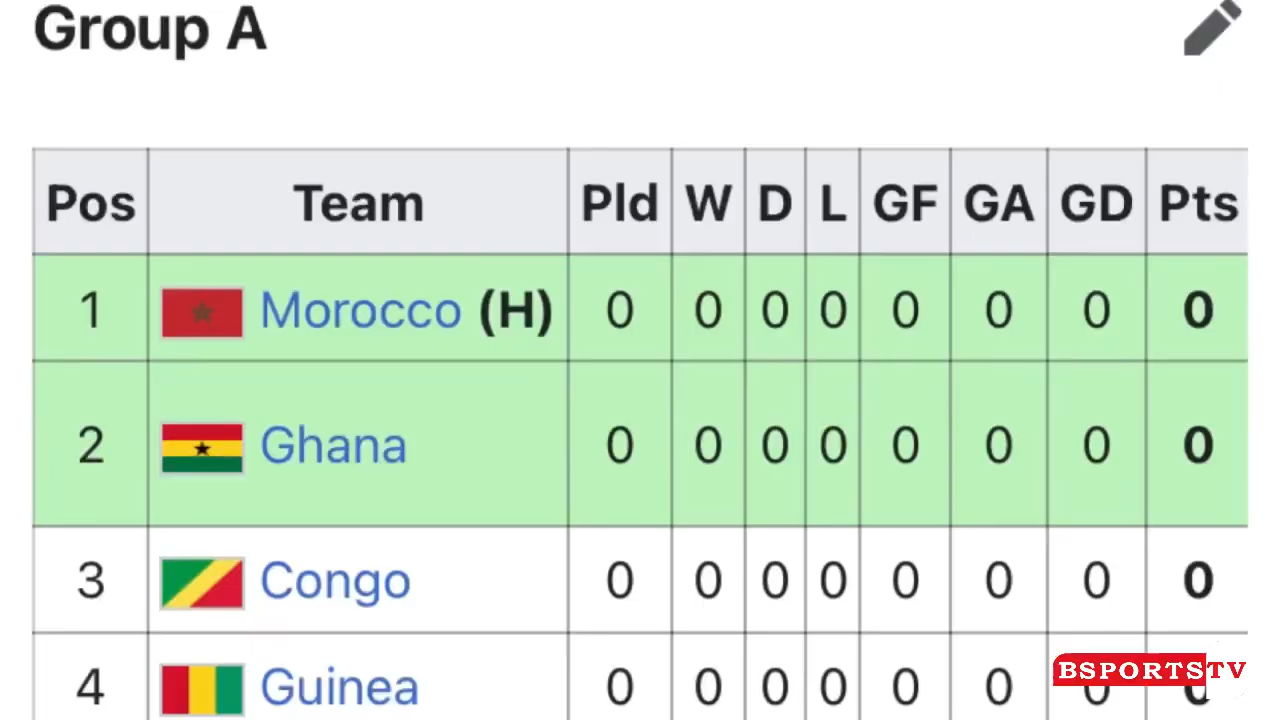 Group A
Pos Team Pld W D L GF GA GD Pts
1 Morocco (H) 0 0 0 0 0 0 0 0
2 Ghana 0 0 0 0 0 0 0 0
3 Congo 0 0 0 0 0 0 0 0
4 Guinea 0 0 0 0 0 0 0 0
BSPORTSTV